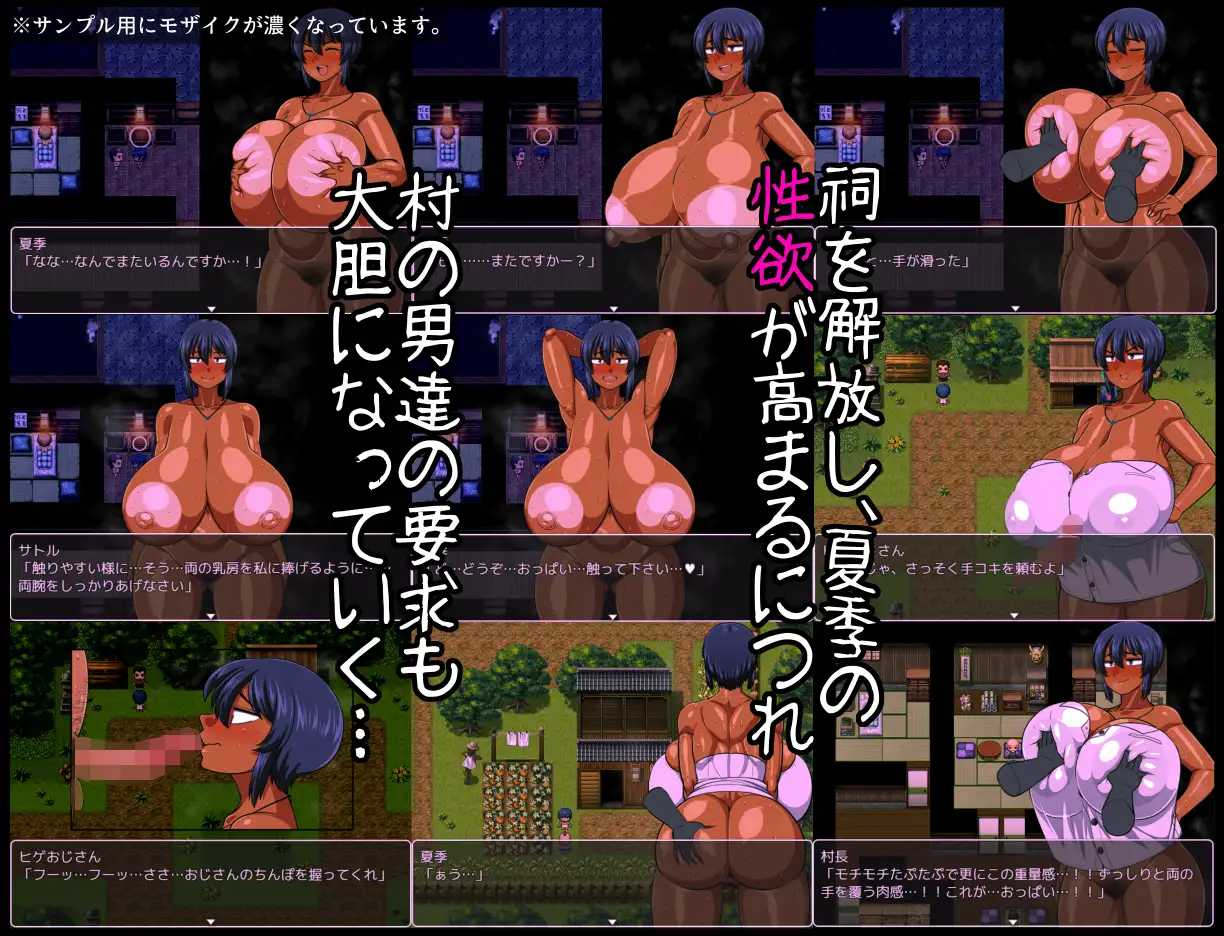 ※サンプル用にモザイクが濃くなっています。
祠を解放し、夏季の
性欲が高まるにつれ
村の男達の要求も
大胆になっていく…
夏季
「なな…なんでまたいるんですか…！」
……またですかー？」
…手が滑った」
サトル
「触りやすい様に…そう…両の乳房を私に捧げるように…
両腕をしっかりあげなさい」
…どうぞ…おっぱい…触って下さい…♥」
さん
じゃ、さっそく手コキを頼むよ」
ヒゲおじさん
「フーッ…フーッ…ささ…おじさんのちんぽを握ってくれ」
夏季
「ぁう…」
村長
「モチモチたぷたぷで更にこの重量感…！！ずっしりと両の
手を覆う肉感…！！これが…おっぱい…！！」